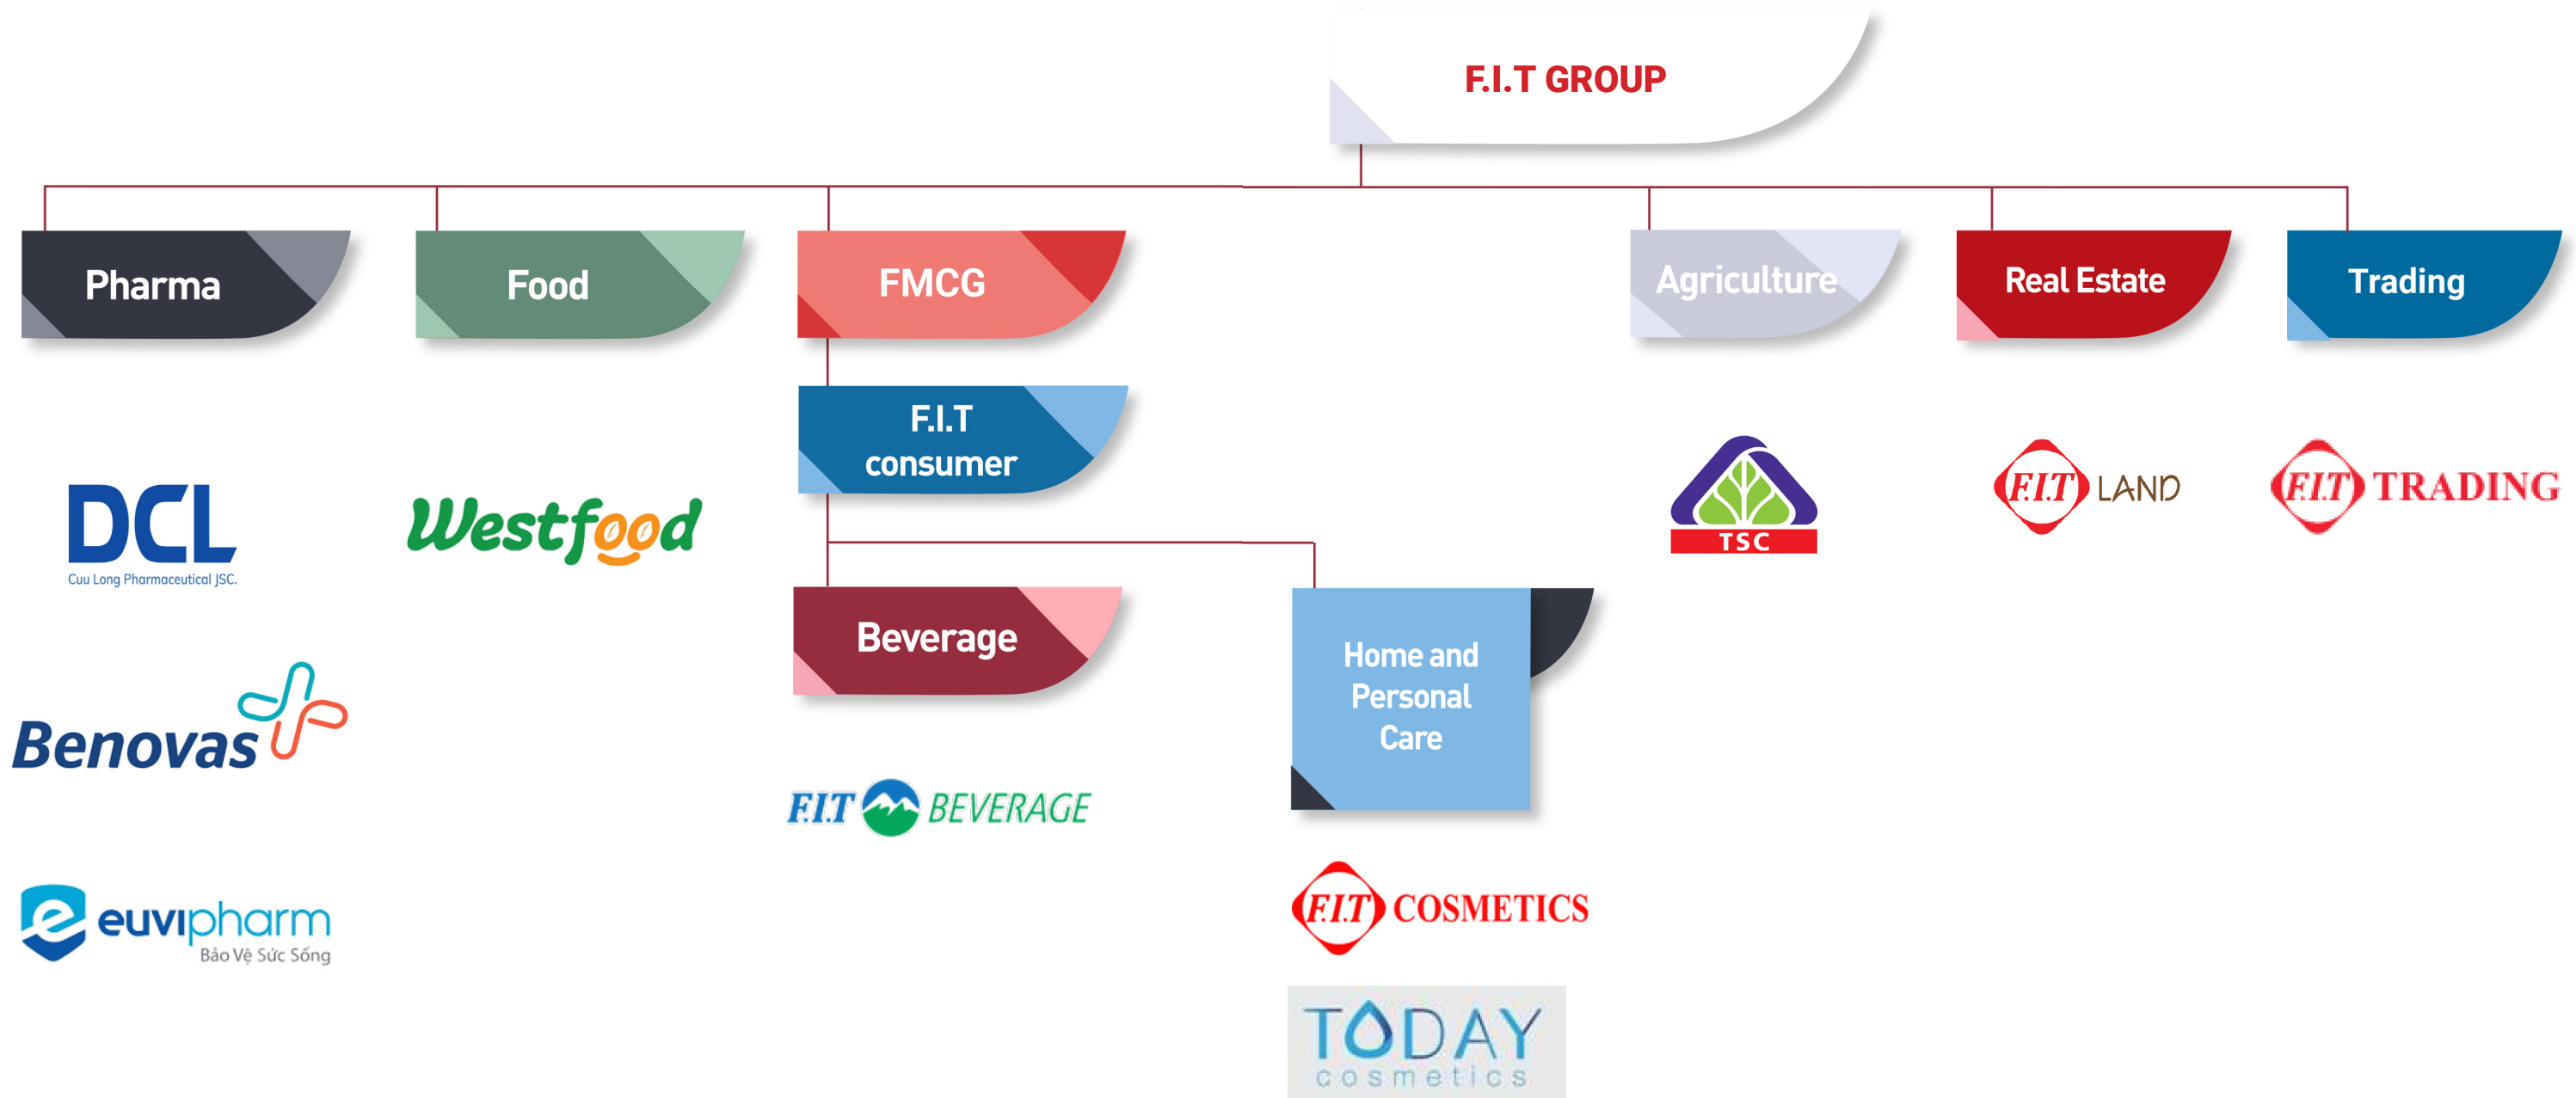 F.I.T GROUP
Pharma
Food
FMCG
Agriculture
Real Estate
Trading
F.I.T
consumer
DCL
Cuu Long Pharmaceutical JSC.
Westfood
TSC
F.I.T LAND
F.I.T TRADING
Beverage
Home and
Personal
Care
Benovas
F.I.T BEVERAGE
euvipharm
Bảo Vệ Sức Sống
F.I.T COSMETICS
TODAY
cosmetics